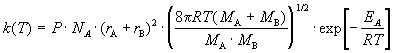 k(T) = P · N_A · (r_A + r_B)² · ( 8πRT(M_A + M_B) / M_A · M_B )^{1/2} · exp[ − E_A / RT ]